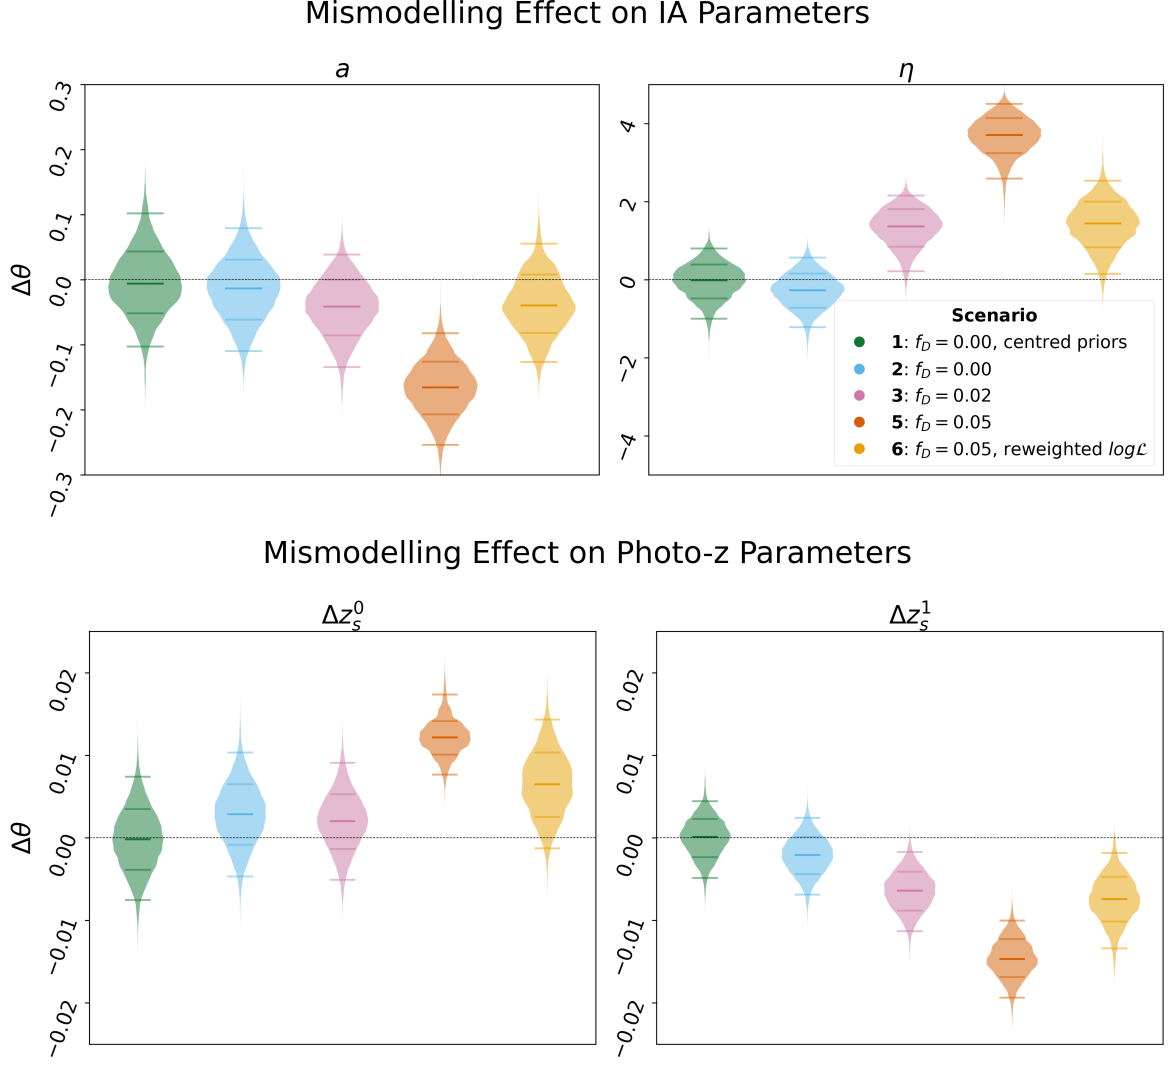 Mismodelling Effect on IA Parameters
a
η
Δθ
0.3
0.2
0.1
0.0
−0.1
−0.2
−0.3
4
2
0
−2
−4
Scenario
1: f_D = 0.00, centred priors
2: f_D = 0.00
3: f_D = 0.02
5: f_D = 0.05
6: f_D = 0.05, reweighted logℒ
Mismodelling Effect on Photo-z Parameters
Δz_s^0
Δz_s^1
Δθ
0.02
0.01
0.00
−0.01
−0.02
0.02
0.01
0.00
−0.01
−0.02